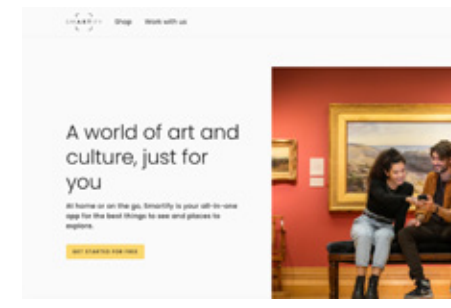 SMARTIFY Shop Work with us
A world of art and
culture, just for
you
At home or on the go, Smartify is your all-in-one
app for the best things to see and places to
explore.
GET STARTED FOR FREE